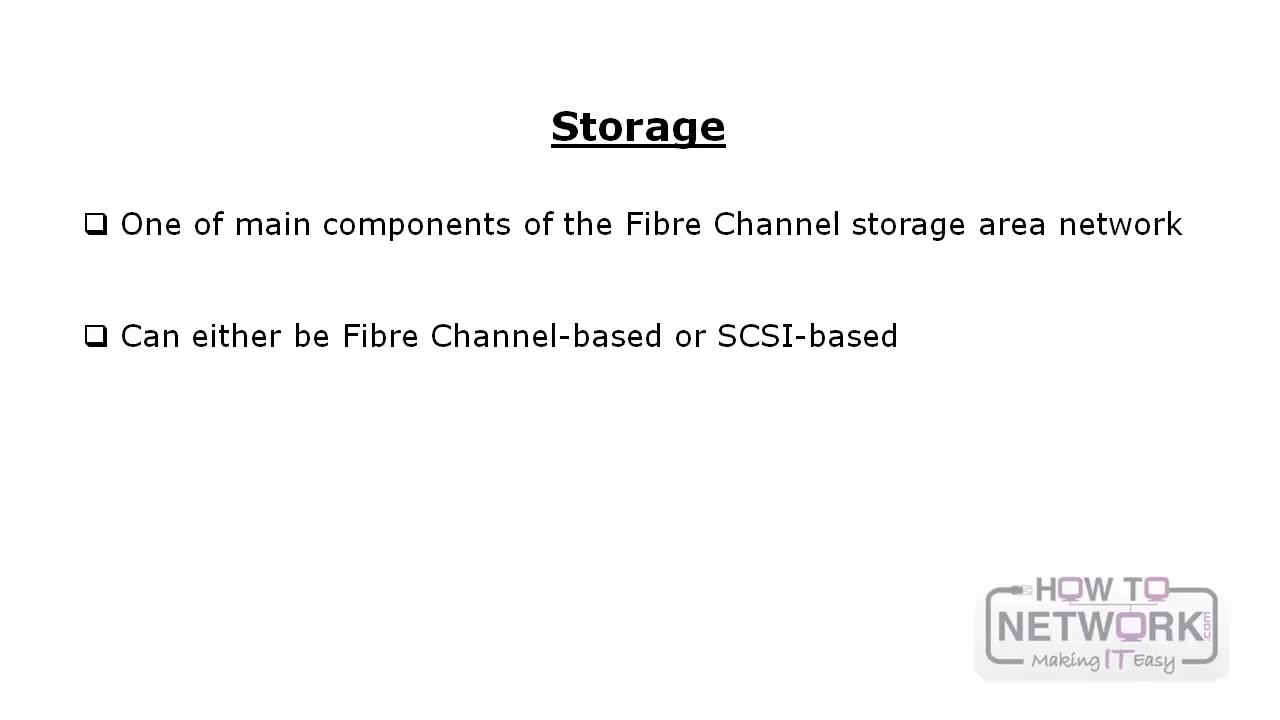 Storage
❑ One of main components of the Fibre Channel storage area network
❑ Can either be Fibre Channel-based or SCSI-based
HOW TO
NETWORK.com
Making IT Easy